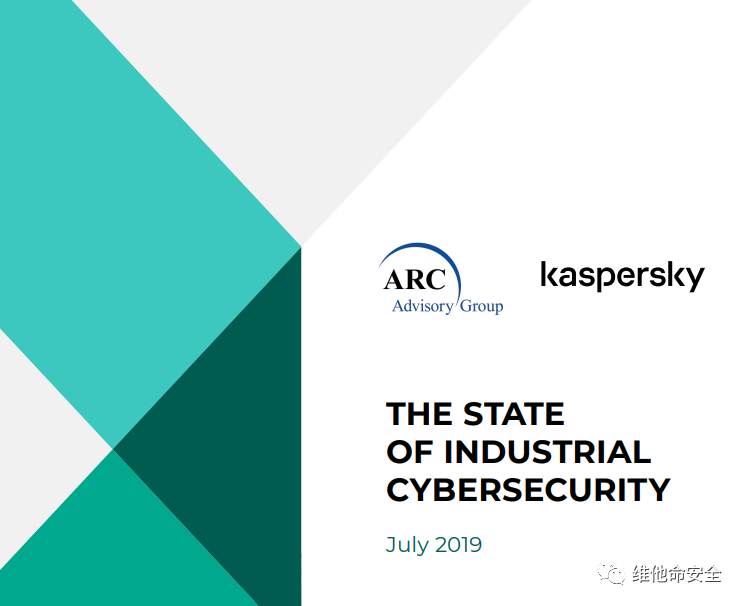 ARC
Advisory Group
kaspersky
THE STATE
OF INDUSTRIAL
CYBERSECURITY
July 2019
维他命安全